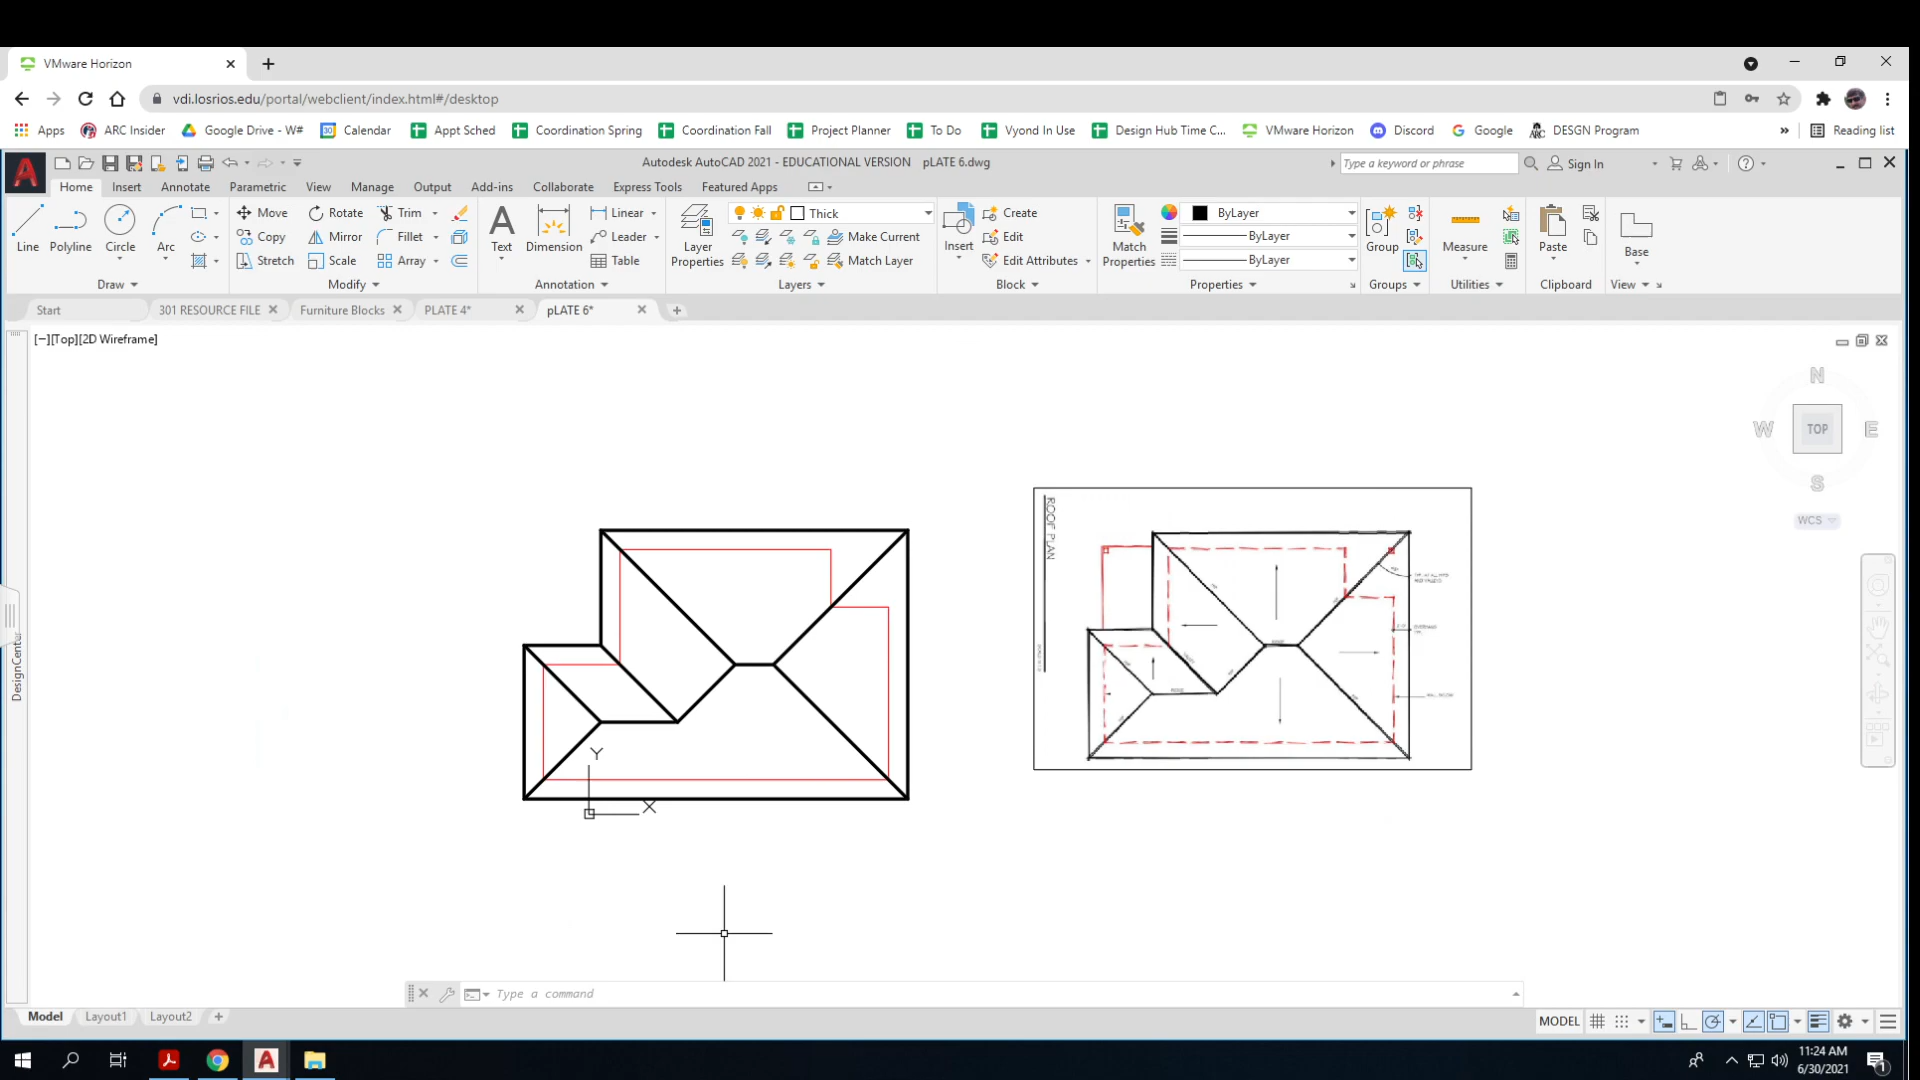 VMware Horizon
vdi.losrios.edu/portal/webclient/index.html#/desktop
Apps ARC Insider Google Drive - W# Calendar Appt Sched Coordination Spring Coordination Fall Project Planner To Do Vyond In Use Design Hub Time C... VMware Horizon Discord Google DESGN Program » Reading list
Autodesk AutoCAD 2021 - EDUCATIONAL VERSION pLATE 6.dwg
Type a keyword or phrase
Sign In
Home Insert Annotate Parametric View Manage Output Add-ins Collaborate Express Tools Featured Apps
Move Rotate Trim Linear Thick Create ByLayer
Line Polyline Circle Arc Copy Mirror Fillet Text Dimension Leader Layer Properties Make Current Insert Edit Match Properties ByLayer Group Measure Paste Base
Stretch Scale Array Table Match Layer Edit Attributes ByLayer
Draw Modify Annotation Layers Block Properties Groups Utilities Clipboard View
Start 301 RESOURCE FILE Furniture Blocks PLATE 4* pLATE 6*
[−][Top][2D Wireframe]
N
W TOP E
S
WCS
ROOF PLAN
DesignCenter
Y
X
Type a command
Model Layout1 Layout2
MODEL
11:24 AM
6/30/2021
1